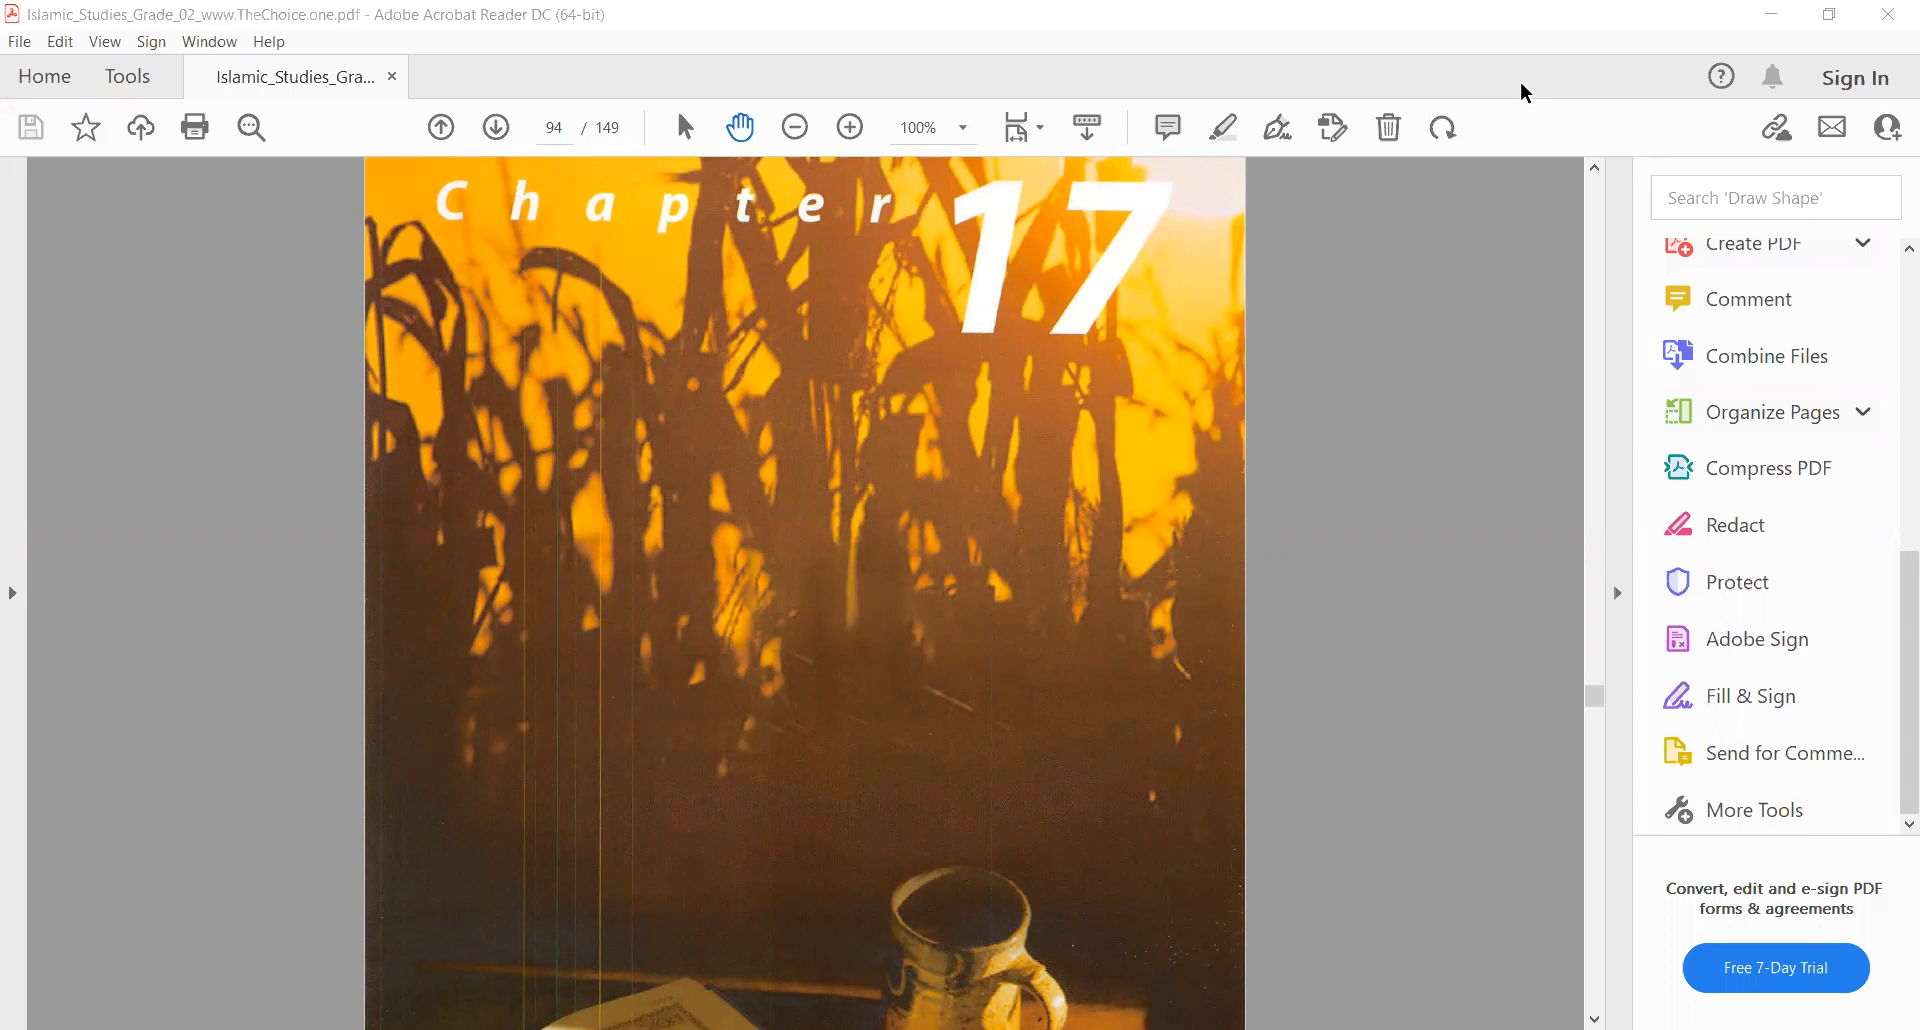 Islamic_Studies_Grade_02_www.TheChoice.one.pdf - Adobe Acrobat Reader DC (64-bit)
File Edit View Sign Window Help
Home Tools Islamic_Studies_Gra... Sign In
94 / 149 100%
Chapter 17
Search 'Draw Shape'
Create PDF
Comment
Combine Files
Organize Pages
Compress PDF
Redact
Protect
Adobe Sign
Fill & Sign
Send for Comme...
More Tools
Convert, edit and e-sign PDF
forms & agreements
Free 7-Day Trial